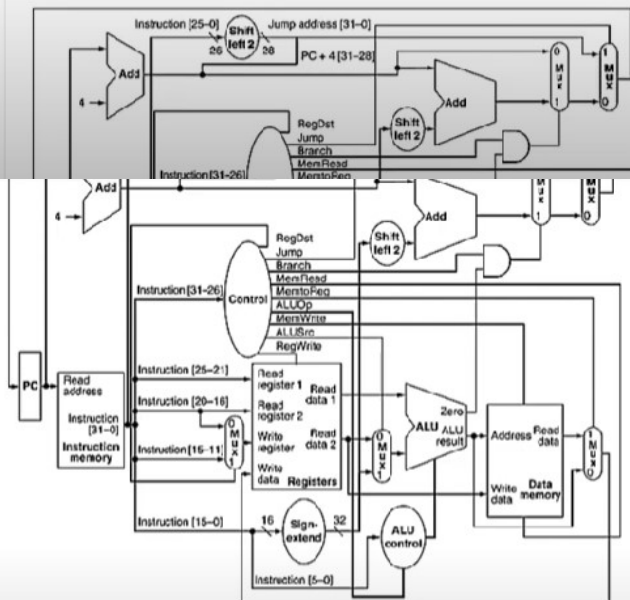 Instruction [25–0]
Shift left 2
Jump address [31–0]
26
28
PC + 4 [31–28]
Add
4
Add
Shift left 2
0
Mux
1
1
Mux
0
RegDst
Jump
Branch
MemRead
MemtoReg
Instruction [31–26]
Add
4
Add
Shift left 2
Mux
1
Mux
0
RegDst
Jump
Branch
MemRead
MemtoReg
ALUOp
MemWrite
ALUSrc
RegWrite
Instruction [31–26]
Control
PC
Read address
Instruction [31–0]
Instruction memory
Instruction [25–21]
Instruction [20–16]
Instruction [15–11]
0
Mux
1
Read register 1
Read register 2
Write register
Write data
Read data 1
Read data 2
Registers
0
Mux
1
Zero
ALU
ALU result
Address
Read data
Write data
Data memory
1
Mux
0
Instruction [15–0]
16
Sign-extend
32
ALU control
Instruction [5–0]